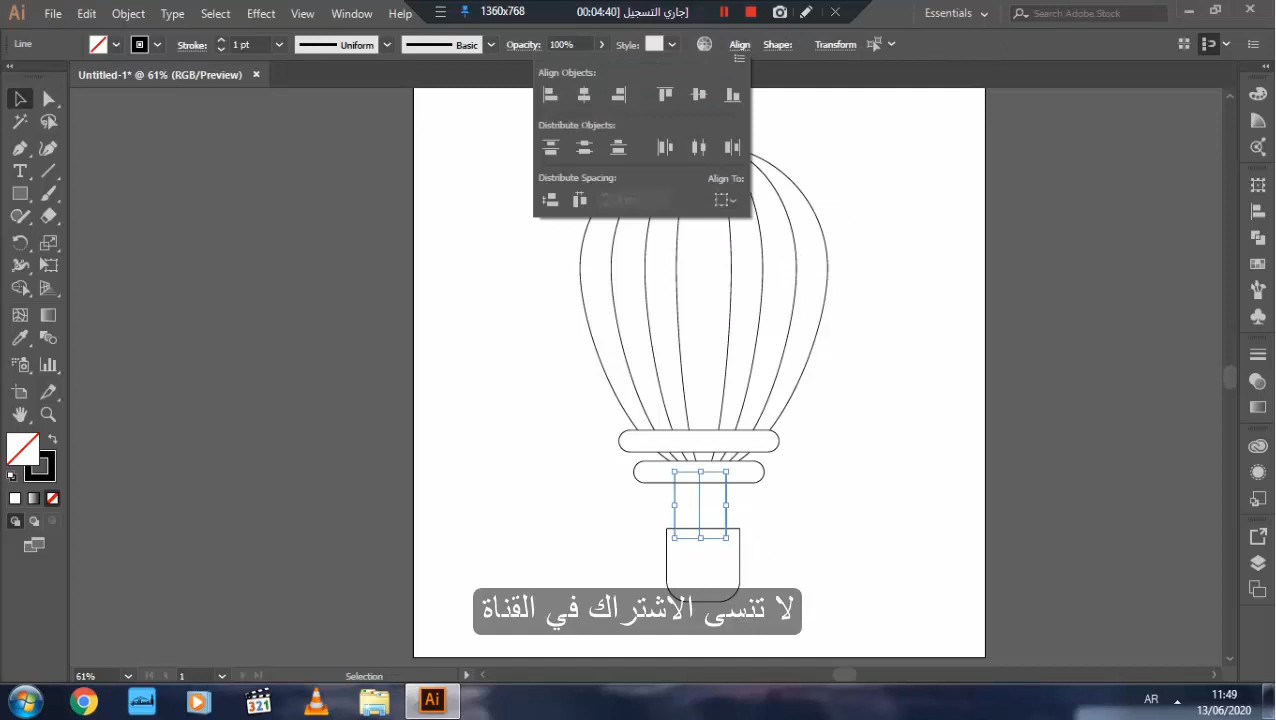 1360x768
00:04:40 [جاري التسجيل]
Ai File Edit Object Type Select Effect View Window Help
Essentials
Search Adobe Stock
Line
Stroke: 1 pt
Uniform
Basic
Opacity: 100%
Style:
Align
Shape:
Transform
Untitled-1* @ 61% (RGB/Preview)
Align Objects:
Distribute Objects:
Distribute Spacing:
Align To:
لا تنسى الاشتراك في القناة
61%
1
Selection
Ai
321
AR
11:49
13/06/2020